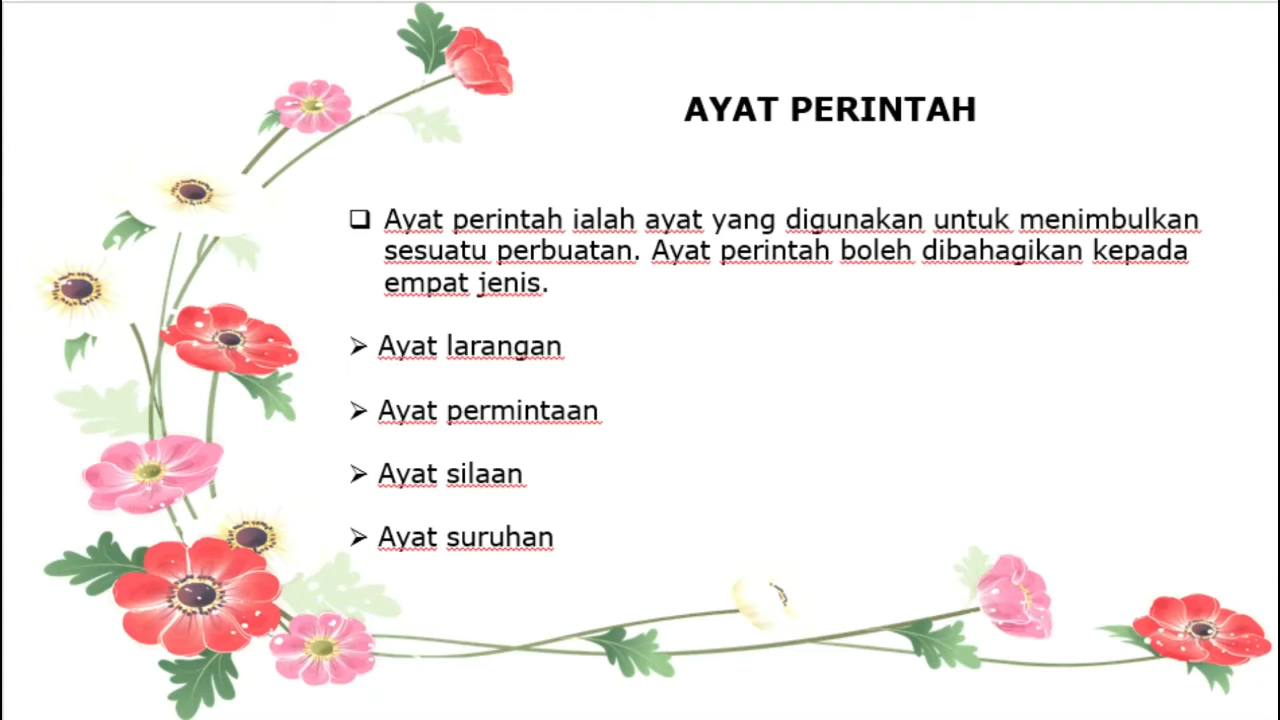 AYAT PERINTAH
❑ Ayat perintah ialah ayat yang digunakan untuk menimbulkan
sesuatu perbuatan. Ayat perintah boleh dibahagikan kepada
empat jenis.
➢ Ayat larangan
➢ Ayat permintaan
➢ Ayat silaan
➢ Ayat suruhan